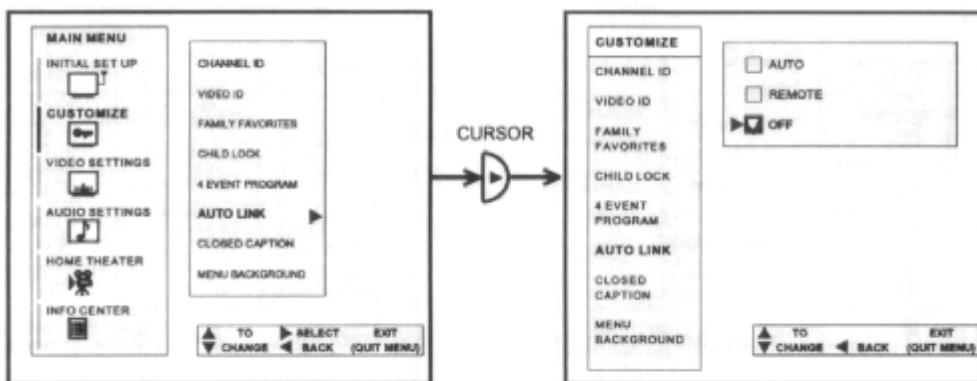 MAIN MENU
INITIAL SET UP
CUSTOMIZE
VIDEO SETTINGS
AUDIO SETTINGS
HOME THEATER
INFO CENTER
CHANNEL ID
VIDEO ID
FAMILY FAVORITES
CHILD LOCK
4 EVENT PROGRAM
AUTO LINK
CLOSED CAPTION
MENU BACKGROUND
TO SELECT EXIT
CHANGE BACK (QUIT MENU)
CURSOR
CUSTOMIZE
CHANNEL ID
VIDEO ID
FAMILY
FAVORITES
CHILD LOCK
4 EVENT
PROGRAM
AUTO LINK
CLOSED
CAPTION
MENU
BACKGROUND
AUTO
REMOTE
OFF
TO EXIT
CHANGE BACK (QUIT MENU)